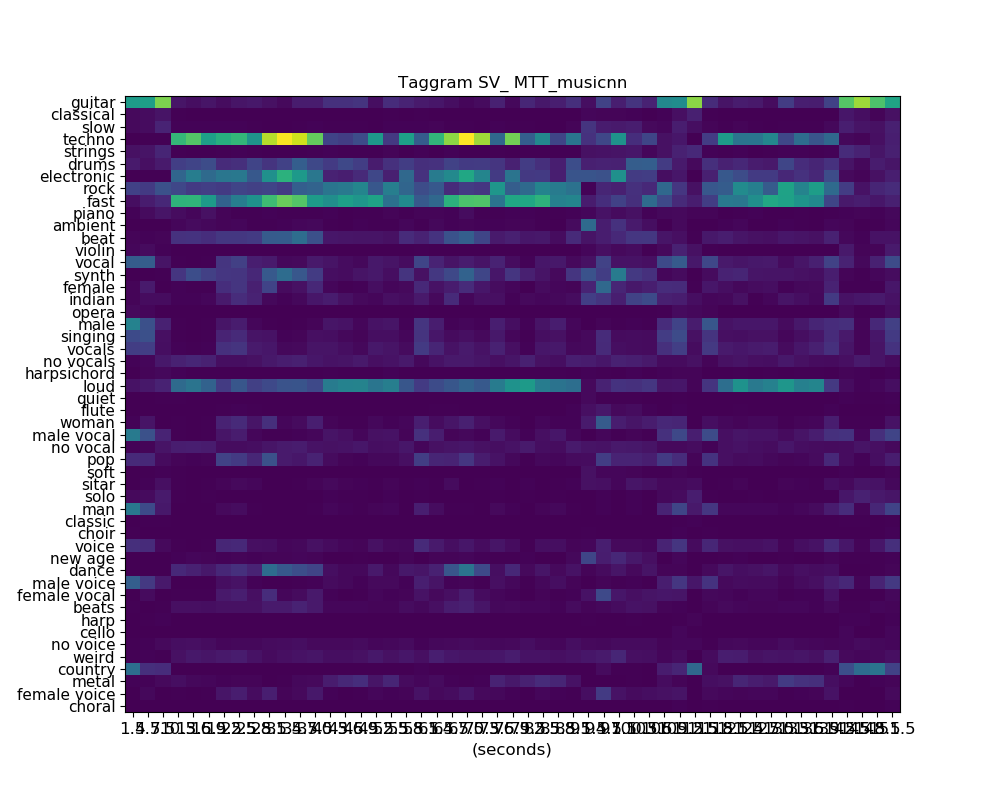 Taggram SV_ MTT_musicnn
guitar
classical
slow
techno
strings
drums
electronic
rock
fast
piano
ambient
beat
violin
vocal
synth
female
indian
opera
male
singing
vocals
no vocals
harpsichord
loud
quiet
flute
woman
male vocal
no vocal
pop
soft
sitar
solo
man
classic
choir
voice
new age
dance
male voice
female vocal
beats
harp
cello
no voice
weird
country
metal
female voice
choral
(seconds)